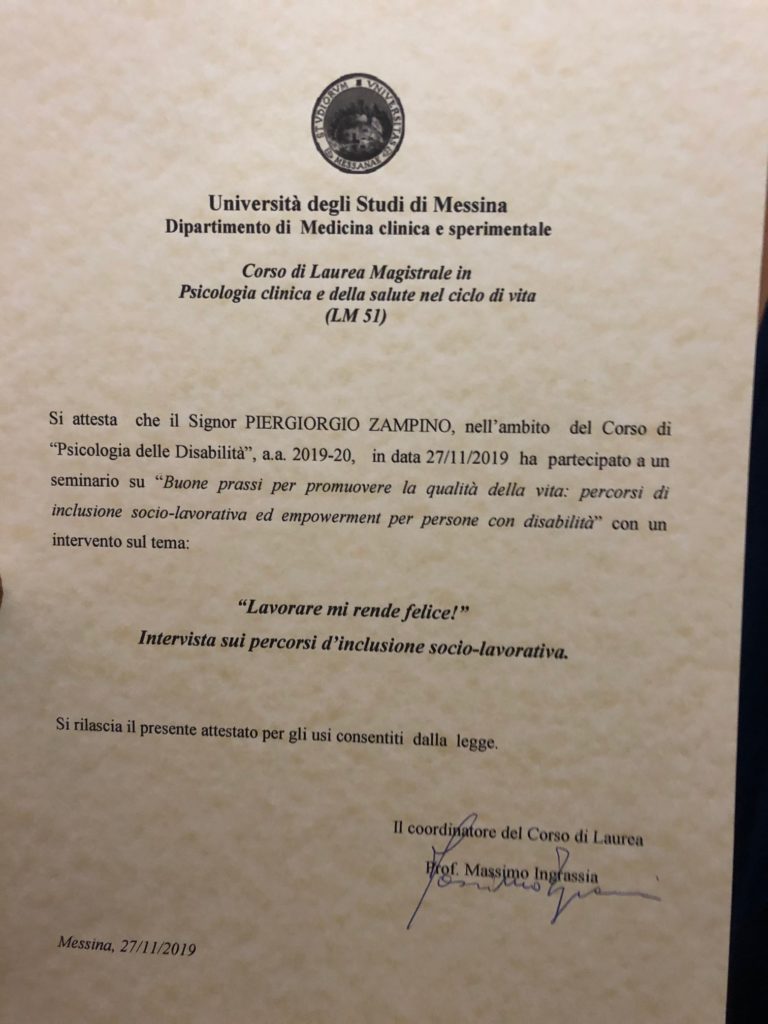 STUDIORUM UNIVERSITAS
MESSANAE
Università degli Studi di Messina
Dipartimento di Medicina clinica e sperimentale
Corso di Laurea Magistrale in
Psicologia clinica e della salute nel ciclo di vita
(LM 51)
Si attesta che il Signor PIERGIORGIO ZAMPINO, nell’ambito del Corso di
“Psicologia delle Disabilità”, a.a. 2019-20, in data 27/11/2019 ha partecipato a un
seminario su “Buone prassi per promuovere la qualità della vita: percorsi di
inclusione socio-lavorativa ed empowerment per persone con disabilità” con un
intervento sul tema:
“Lavorare mi rende felice!”
Intervista sui percorsi d’inclusione socio-lavorativa.
Si rilascia il presente attestato per gli usi consentiti dalla legge.
Il coordinatore del Corso di Laurea
Prof. Massimo Ingrassia
Messina, 27/11/2019